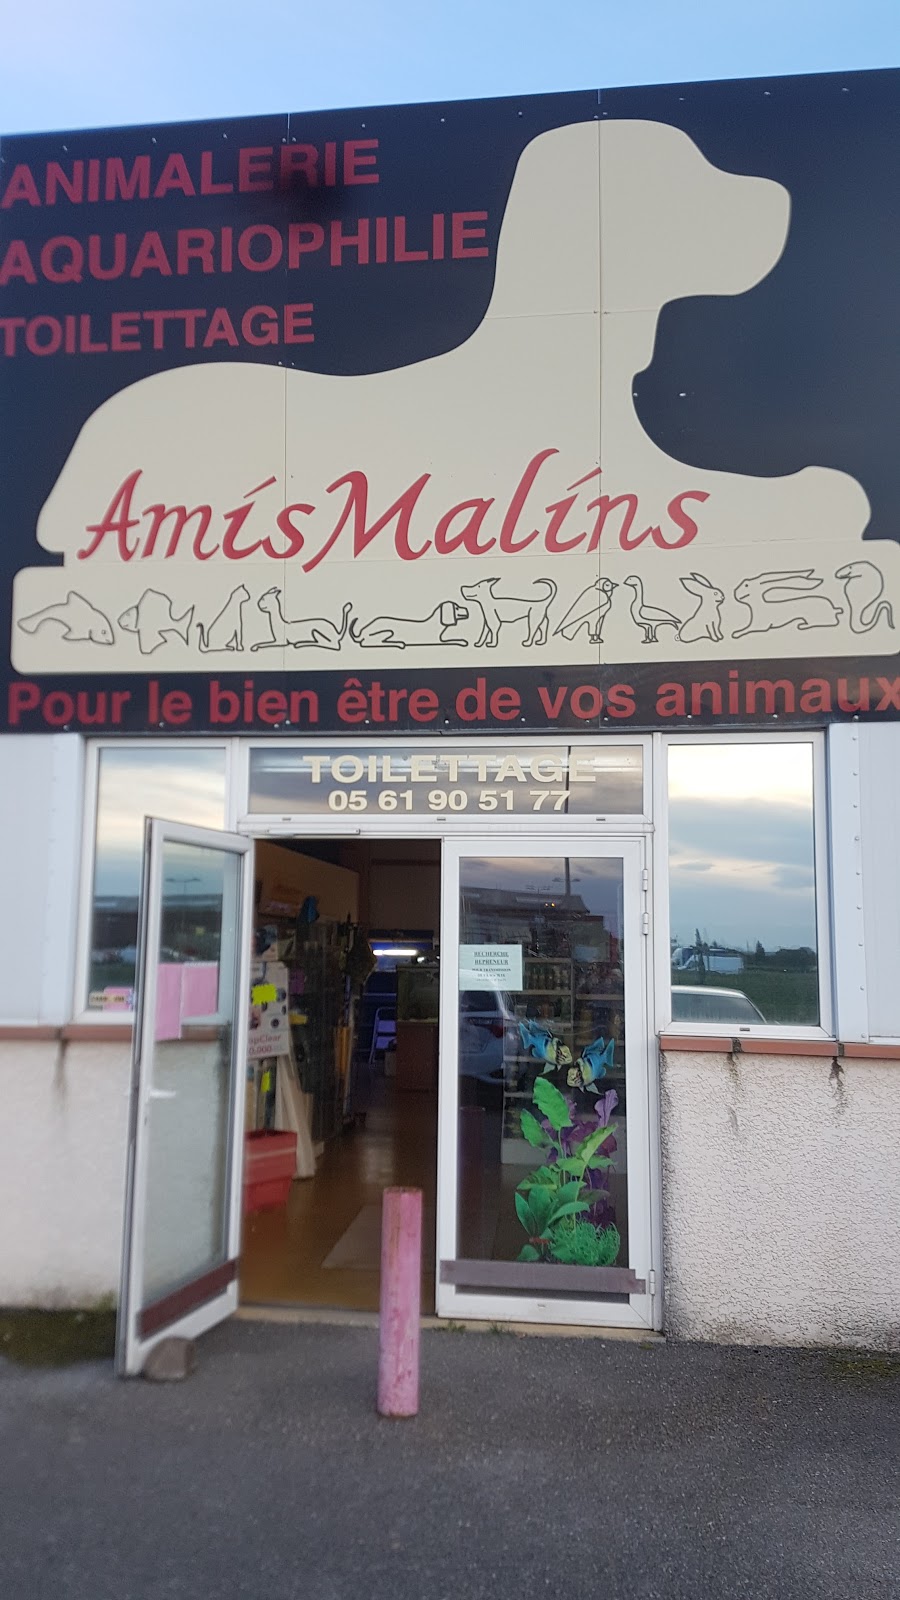 ANIMALERIE
AQUARIOPHILIE
TOILETTAGE
AmisMalins
Pour le bien être de vos animaux
TOILETTAGE
05 61 90 51 77
RECHERCHE
REPRENEUR